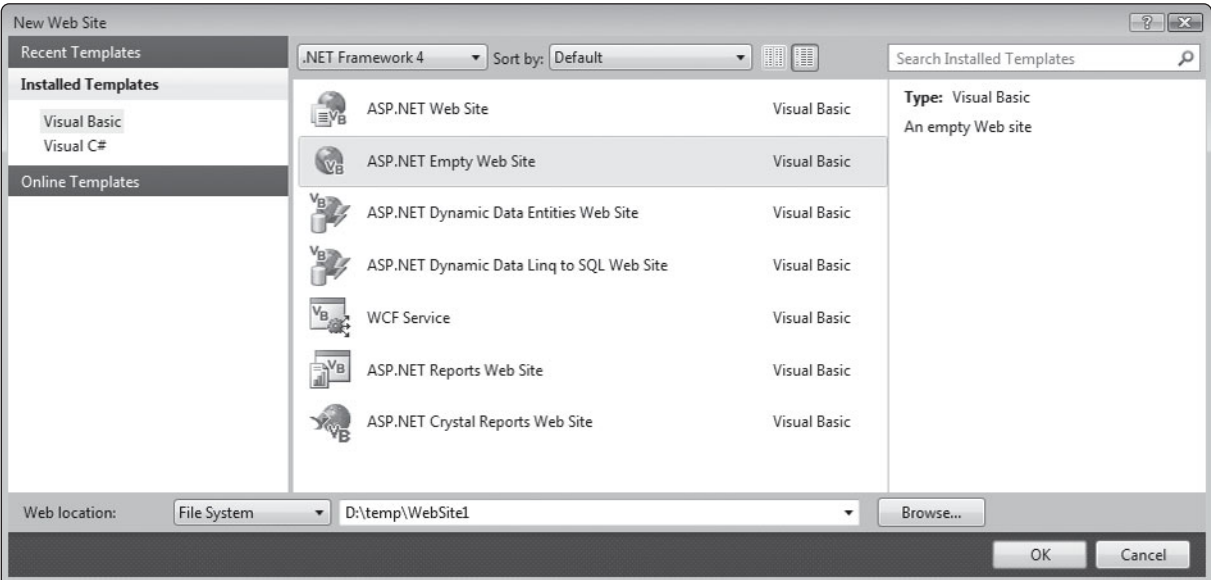 New Web Site
Recent Templates
Installed Templates
Visual Basic
Visual C#
Online Templates
.NET Framework 4
Sort by: Default
Search Installed Templates
ASP.NET Web Site Visual Basic
ASP.NET Empty Web Site Visual Basic
ASP.NET Dynamic Data Entities Web Site Visual Basic
ASP.NET Dynamic Data Linq to SQL Web Site Visual Basic
WCF Service Visual Basic
ASP.NET Reports Web Site Visual Basic
ASP.NET Crystal Reports Web Site Visual Basic
Type: Visual Basic
An empty Web site
Web location: File System D:\temp\WebSite1 Browse...
OK Cancel